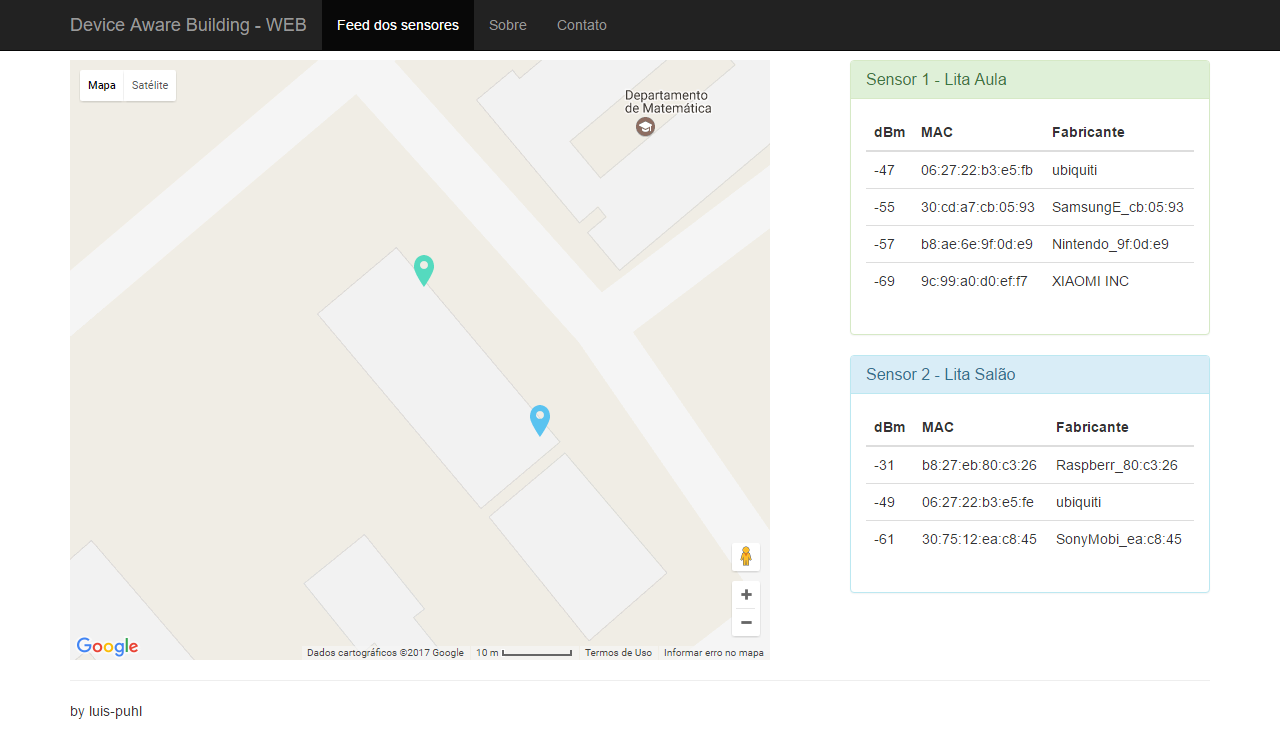 Device Aware Building - WEB Feed dos sensores Sobre Contato
Mapa Satélite
Departamento
de Matemática
Google
Dados cartográficos ©2017 Google 10 m Termos de Uso Informar erro no mapa
Sensor 1 - Lita Aula
dBm MAC Fabricante
-47 06:27:22:b3:e5:fb ubiquiti
-55 30:cd:a7:cb:05:93 SamsungE_cb:05:93
-57 b8:ae:6e:9f:0d:e9 Nintendo_9f:0d:e9
-69 9c:99:a0:d0:ef:f7 XIAOMI INC
Sensor 2 - Lita Salão
dBm MAC Fabricante
-31 b8:27:eb:80:c3:26 Raspberr_80:c3:26
-49 06:27:22:b3:e5:fe ubiquiti
-61 30:75:12:ea:c8:45 SonyMobi_ea:c8:45
by luis-puhl